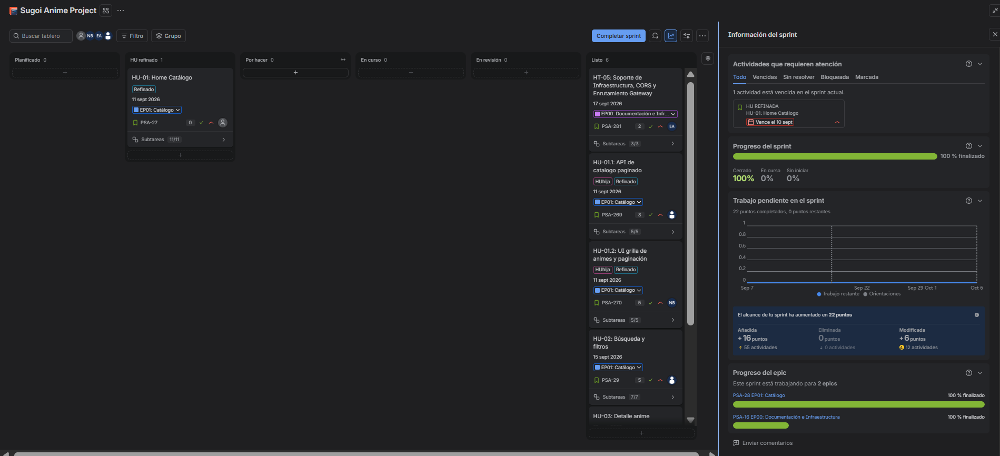 Sugoi Anime Project
Buscar tablero
NB
EA
Filtro
Grupo
Completar sprint
Planificado 0
HU refinado 1
HU-01: Home Catálogo
Refinado
11 sept 2026
EP01: Catálogo
PSA-27
0
Subtareas 11/11
Por hacer 0
En curso 0
En revisión 0
Listo 6
HT-05: Soporte de
Infraestructura, CORS y
Enrutamiento Gateway
17 sept 2026
EP00: Documentación e Infr...
PSA-281
2
EA
Subtareas 3/3
HU-01.1: API de
catalogo paginado
HUhija
Refinado
11 sept 2026
EP01: Catálogo
PSA-269
3
Subtareas 5/5
HU-01.2: UI grilla de
animes y paginación
HUhija
Refinado
11 sept 2026
EP01: Catálogo
PSA-270
5
NB
Subtareas 5/5
HU-02: Búsqueda y
filtros
15 sept 2026
EP01: Catálogo
PSA-29
5
Subtareas 7/7
HU-03: Detalle anime
Información del sprint
Actividades que requieren atención
Todo Vencidas Sin resolver Bloqueada Marcada
1 actividad está vencida en el sprint actual.
HU REFINADA
HU-01: Home Catálogo
Vence el 10 sept
Progreso del sprint
100 % finalizado
Cerrado En curso Sin iniciar
100% 0% 0%
Trabajo pendiente en el sprint
22 puntos completados, 0 puntos restantes
1
0.8
0.6
0.4
0.2
0
Sep 7 Sep 22 Sep 29 Oct 1 Oct 6
Trabajo restante Orientaciones
El alcance de tu sprint ha aumentado en 22 puntos
Añadida Eliminada Modificada
+16 puntos 0 puntos +6 puntos
55 actividades 0 actividades 12 actividades
Progreso del epic
Este sprint está trabajando para 2 epics
PSA-28 EP01: Catálogo 100 % finalizado
PSA-16 EP00: Documentación e Infraestructura 100 % finalizado
Enviar comentarios